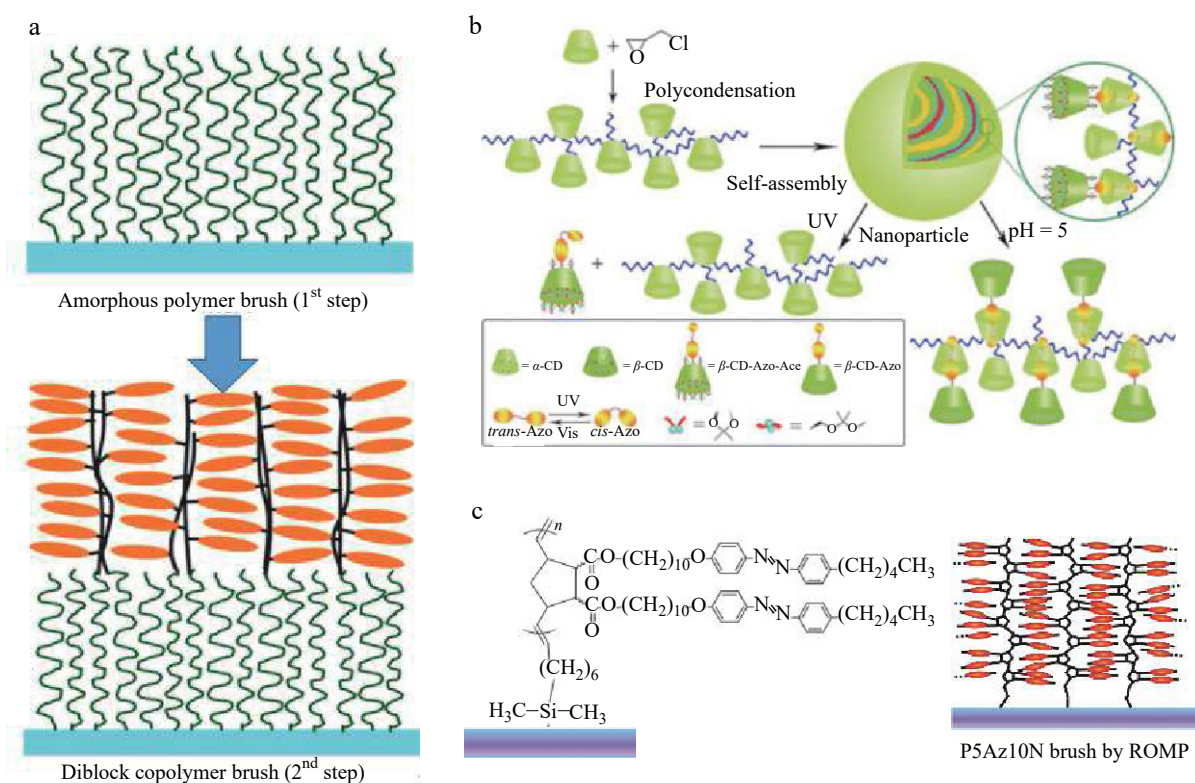 a
Amorphous polymer brush (1st step)
Diblock copolymer brush (2nd step)
b
+ O Cl
Polycondensation
Self-assembly
UV
Nanoparticle
pH = 5
+
= α-CD = β-CD = β-CD-Azo-Ace = β-CD-Azo
UV
trans-Azo Vis cis-Azo = O O = O O
c
n
CO(CH2)10O N N (CH2)4CH3
O
CO(CH2)10O N N (CH2)4CH3
O
(CH2)6
H3C Si CH3
P5Az10N brush by ROMP